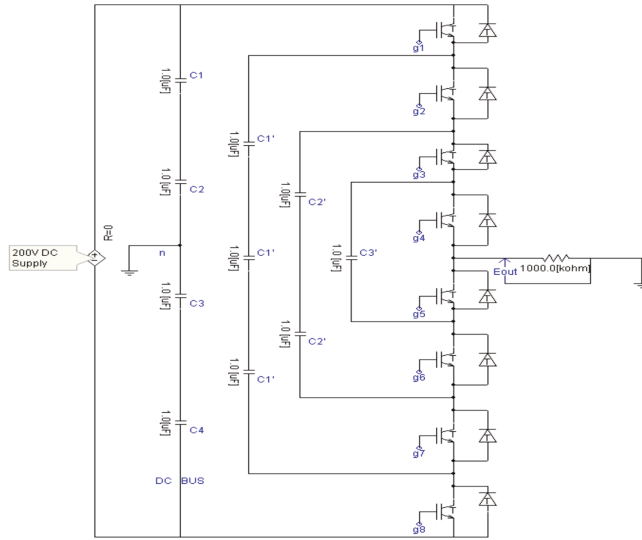 g1
1.0[uF]
C1
g2
1.0[uF]
C1'
g3
1.0[uF]
C2
1.0[uF]
C2'
g4
R=0
200V DC
Supply
n
1.0[uF]
C1'
1.0 [uF]
C3'
Eout
1000.0[kohm]
1.0 [uF]
C3
g5
1.0 [uF]
C2'
1.0 [uF]
C1'
g6
1.0[uF]
C4
g7
DC BUS
g8